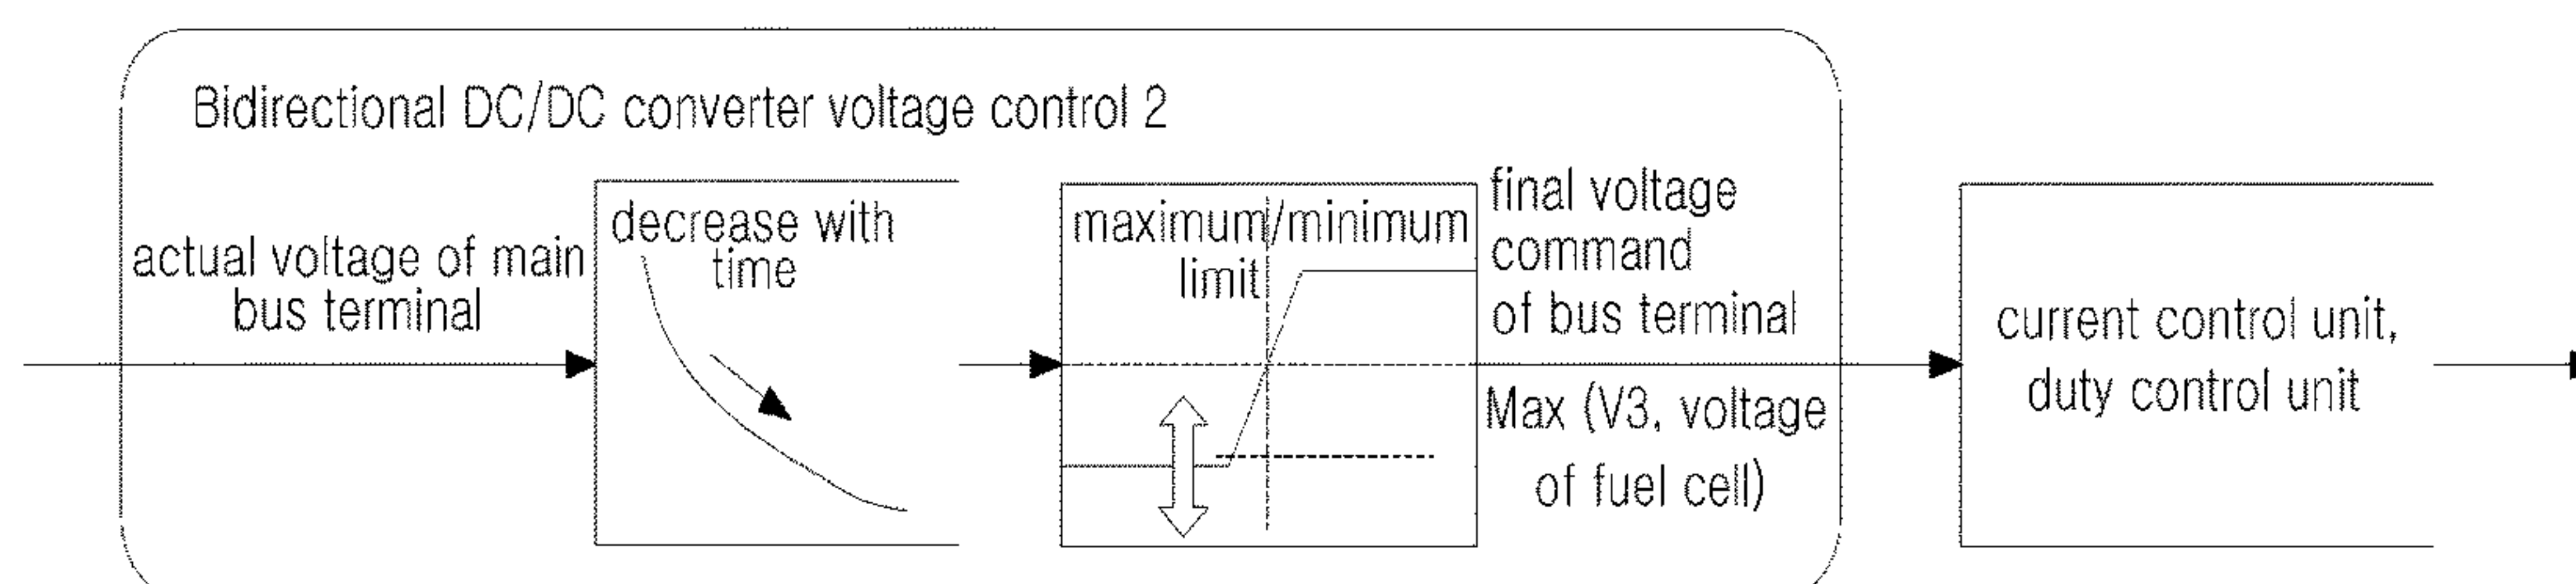 Bidirectional DC/DC converter voltage control 2
actual voltage of main
bus terminal
decrease with
time
maximum/minimum
limit
final voltage
command
of bus terminal
Max (V3, voltage
of fuel cell)
current control unit,
duty control unit